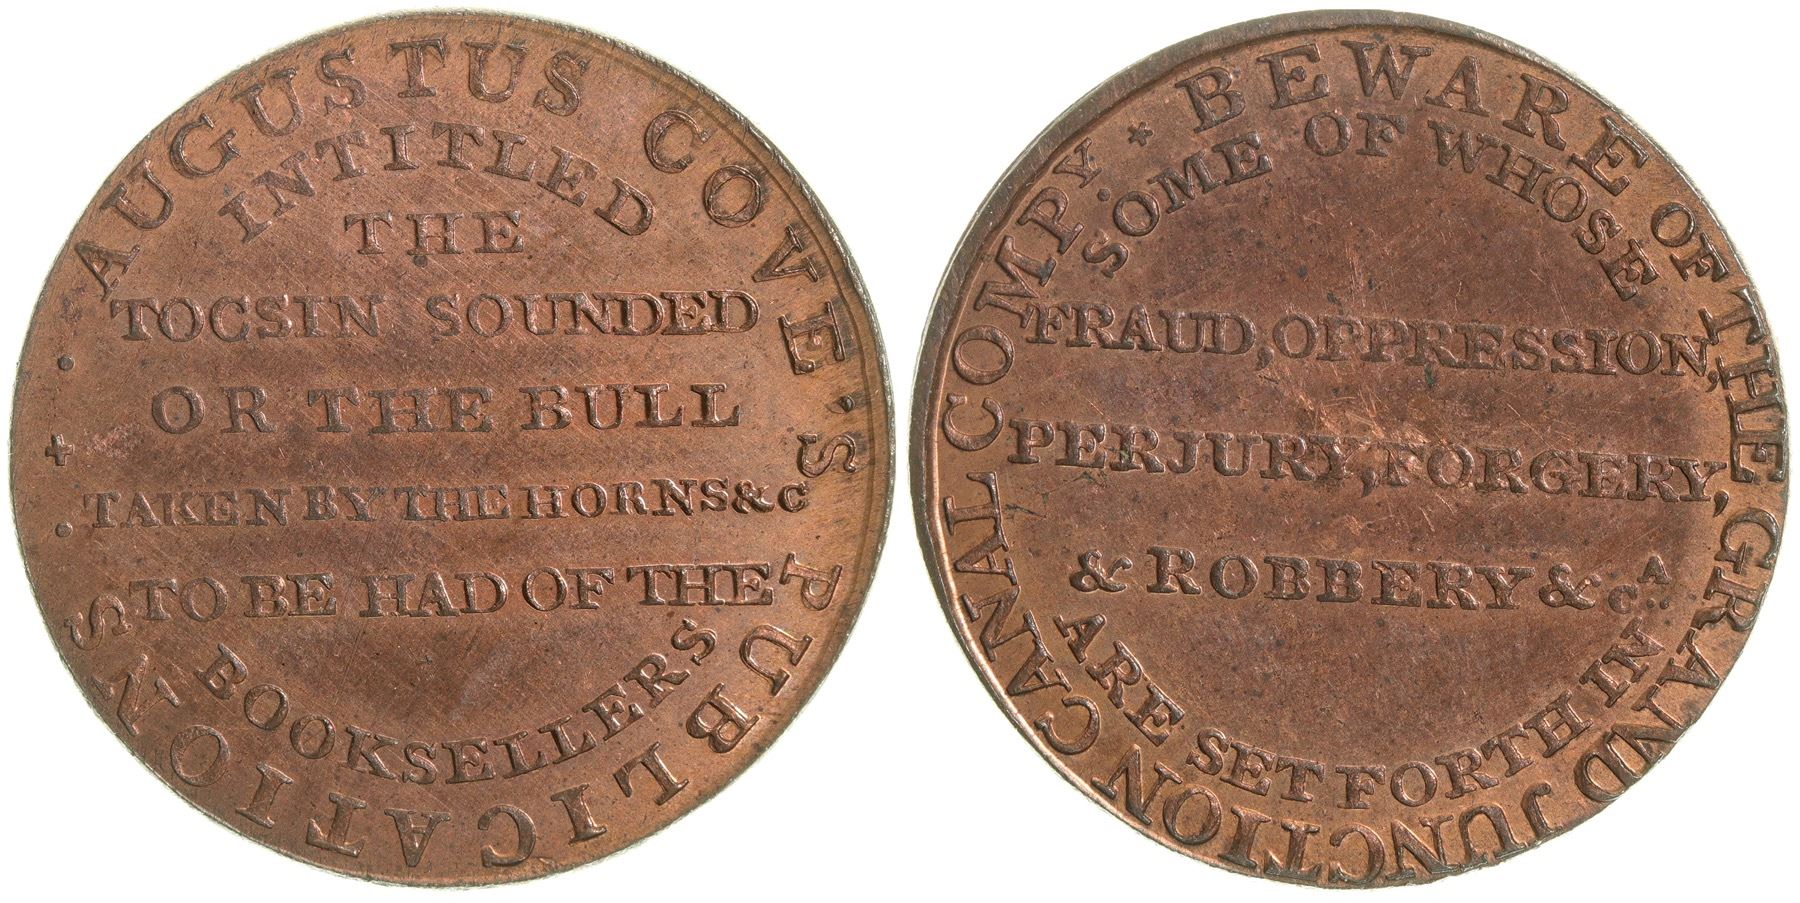 AUGUSTUS COVE'S PUBLICATIONS
INTITLED
THE
TOCSIN SOUNDED
OR THE BULL
TAKEN BY THE HORNS &C
TO BE HAD OF THE
BOOKSELLERS
BEWARE OF THE GRAND JUNCTION CANAL COMPY.
SOME OF WHOSE
FRAUD, OPPRESSION,
PERJURY, FORGERY,
& ROBBERY &C.A
ARE SET FORTH IN